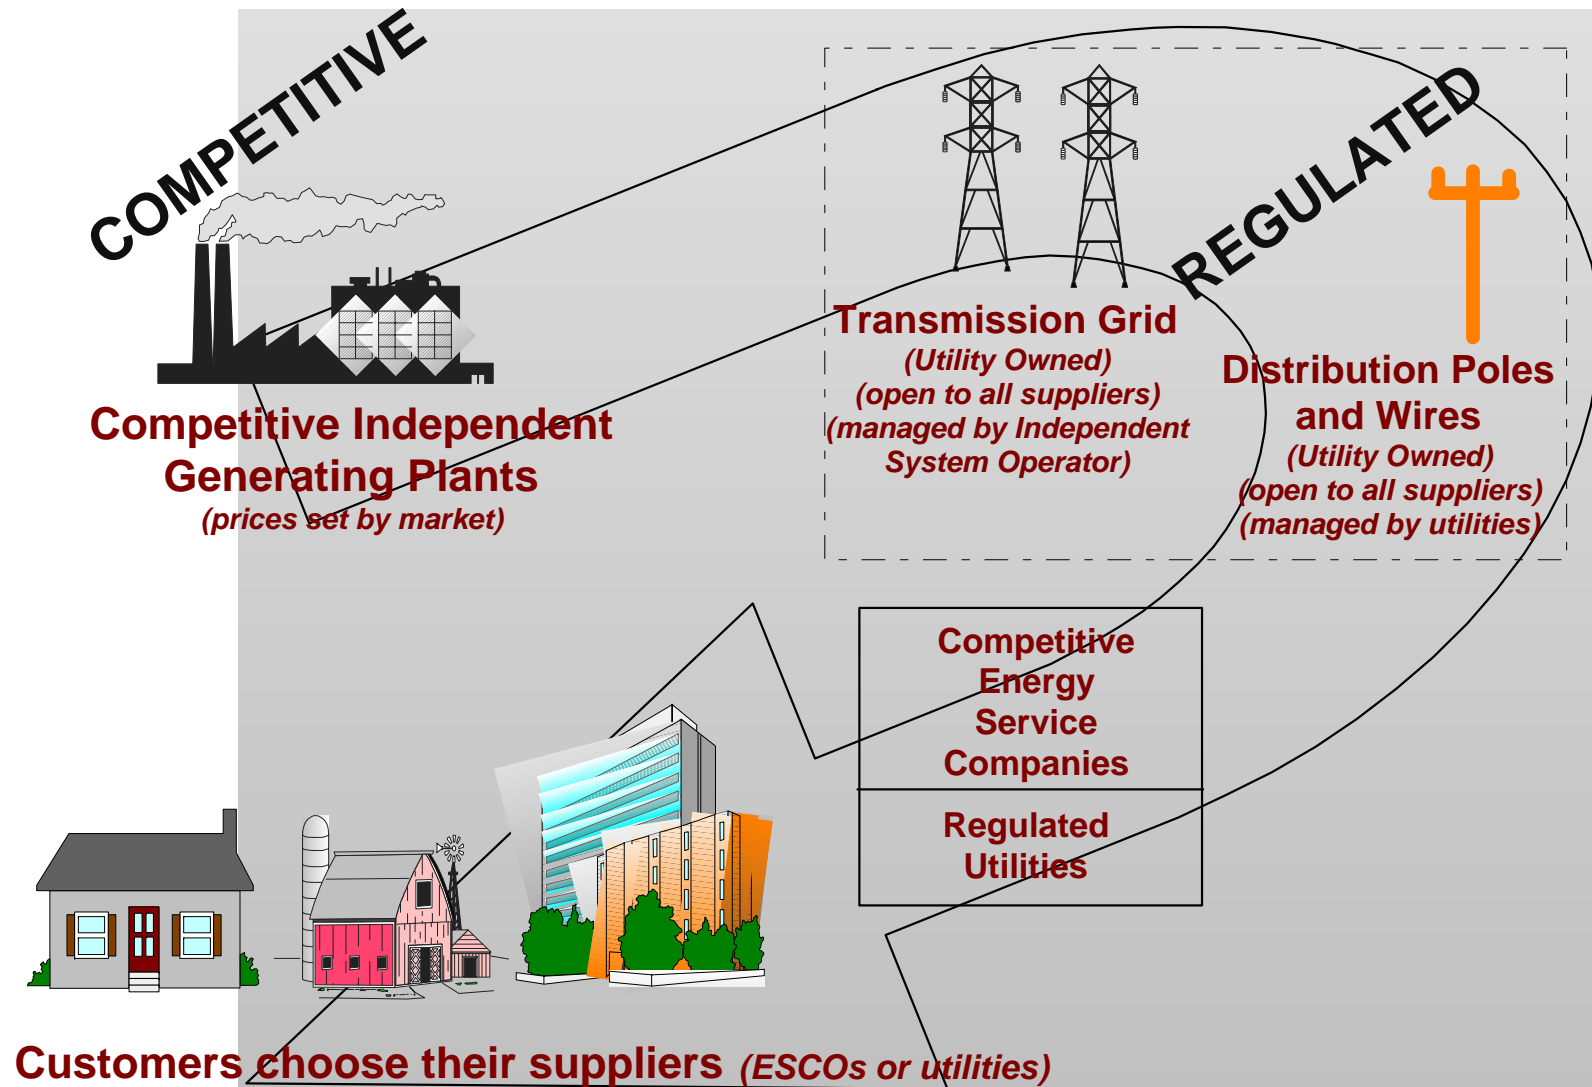 COMPETITIVE
REGULATED
Competitive Independent
Generating Plants
(prices set by market)
Transmission Grid
(Utility Owned)
(open to all suppliers)
(managed by Independent
System Operator)
Distribution Poles
and Wires
(Utility Owned)
(open to all suppliers)
(managed by utilities)
Competitive
Energy
Service
Companies
Regulated
Utilities
Customers choose their suppliers (ESCOs or utilities)